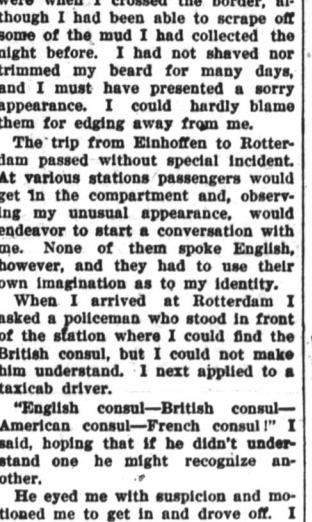 were when I crossed the border, al-
though I had been able to scrape off
some of the mud I had collected the
night before. I had not shaved nor
trimmed my beard for many days,
and I must have presented a sorry
appearance. I could hardly blame
them for edging away from me.
The trip from Einhoffen to Rotter-
dam passed without special incident.
At various stations passengers would
get in the compartment and, observ-
ing my unusual appearance, would
endeavor to start a conversation with
me. None of them spoke English,
however, and they had to use their
own imagination as to my identity.
When I arrived at Rotterdam I
asked a policeman who stood in front
of the station where I could find the
British consul, but I could not make
him understand. I next applied to a
taxicab driver.
"English consul—British consul—
American consul—French consul!" I
said, hoping that if he didn't under-
stand one he might recognize an-
other.
He eyed me with suspicion and mo-
tioned me to get in and drove off. I